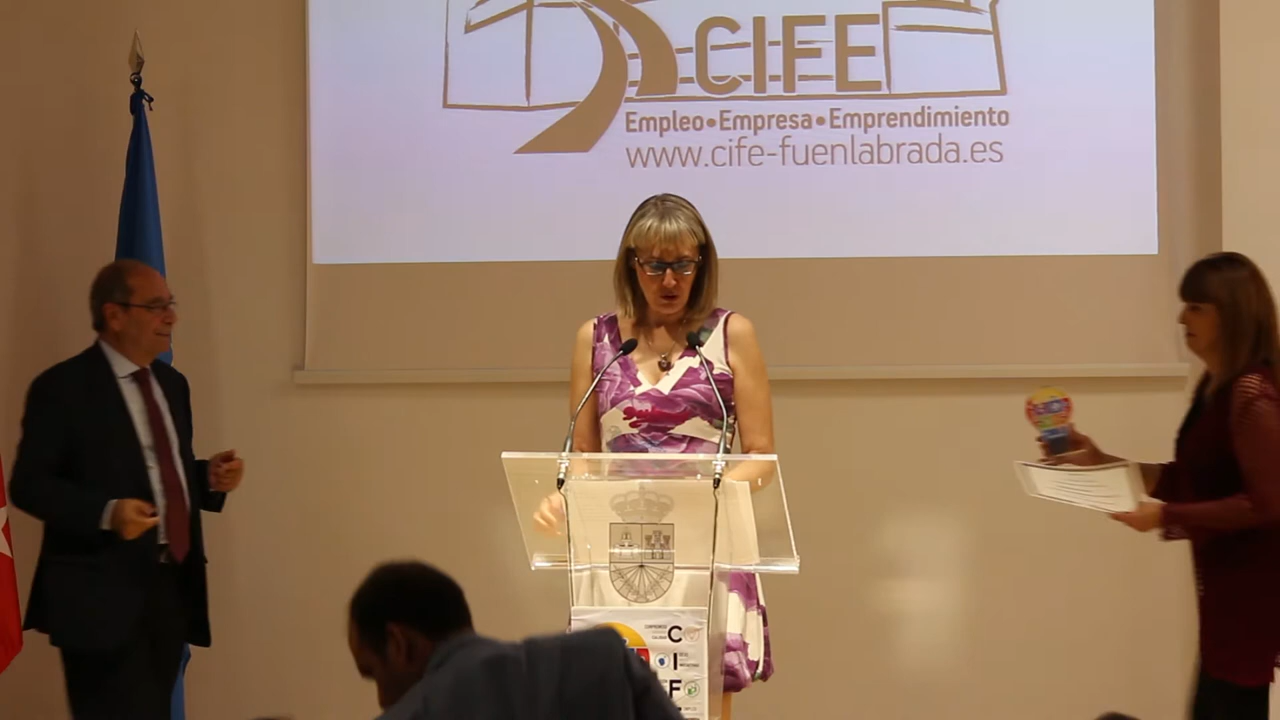 CIFE
Empleo•Empresa•Emprendimiento
www.cife-fuenlabrada.es
C
I
F